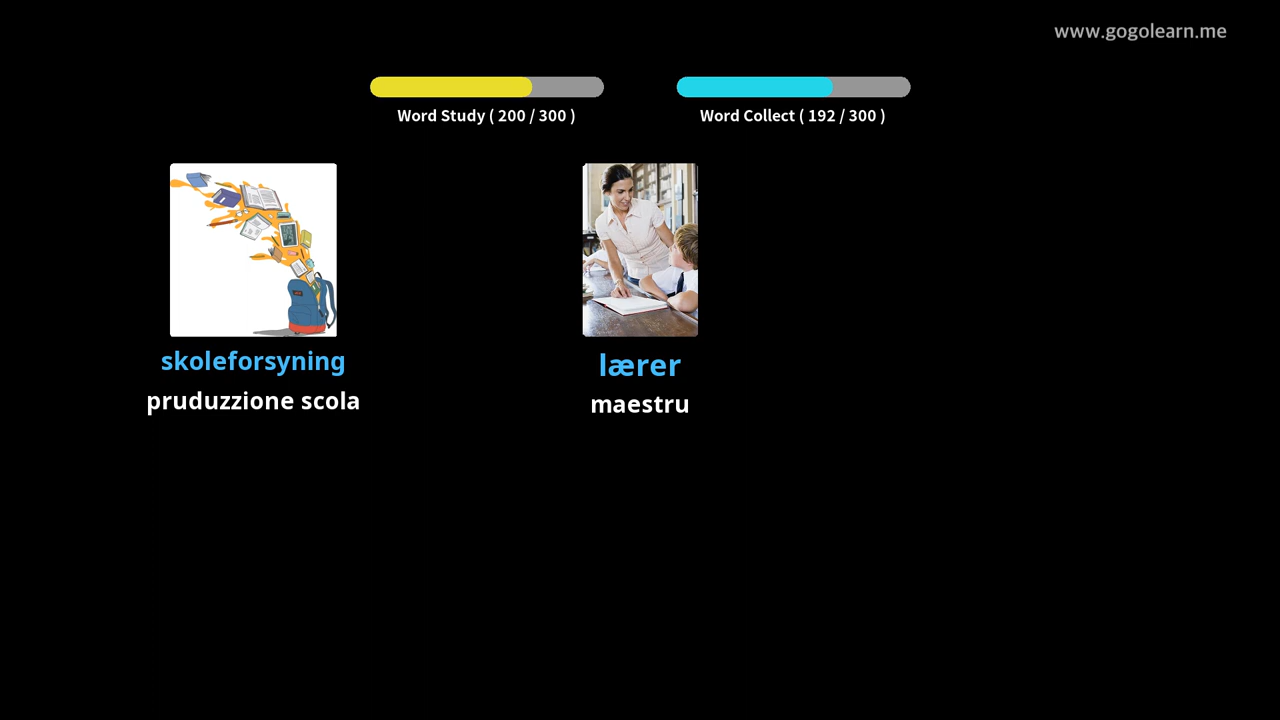 www.gogolearn.me
Word Study ( 200 / 300 )
Word Collect ( 192 / 300 )
skoleforsyning
pruduzzione scola
lærer
maestru